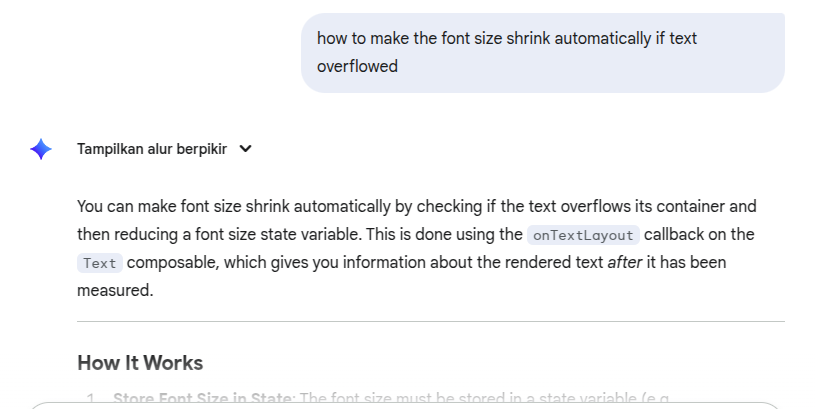 how to make the font size shrink automatically if text
overflowed
Tampilkan alur berpikir
You can make font size shrink automatically by checking if the text overflows its container and
then reducing a font size state variable. This is done using the onTextLayout callback on the
Text composable, which gives you information about the rendered text after it has been
measured.
How It Works
1. Store Font Size in State: The font size must be stored in a state variable (e.g.